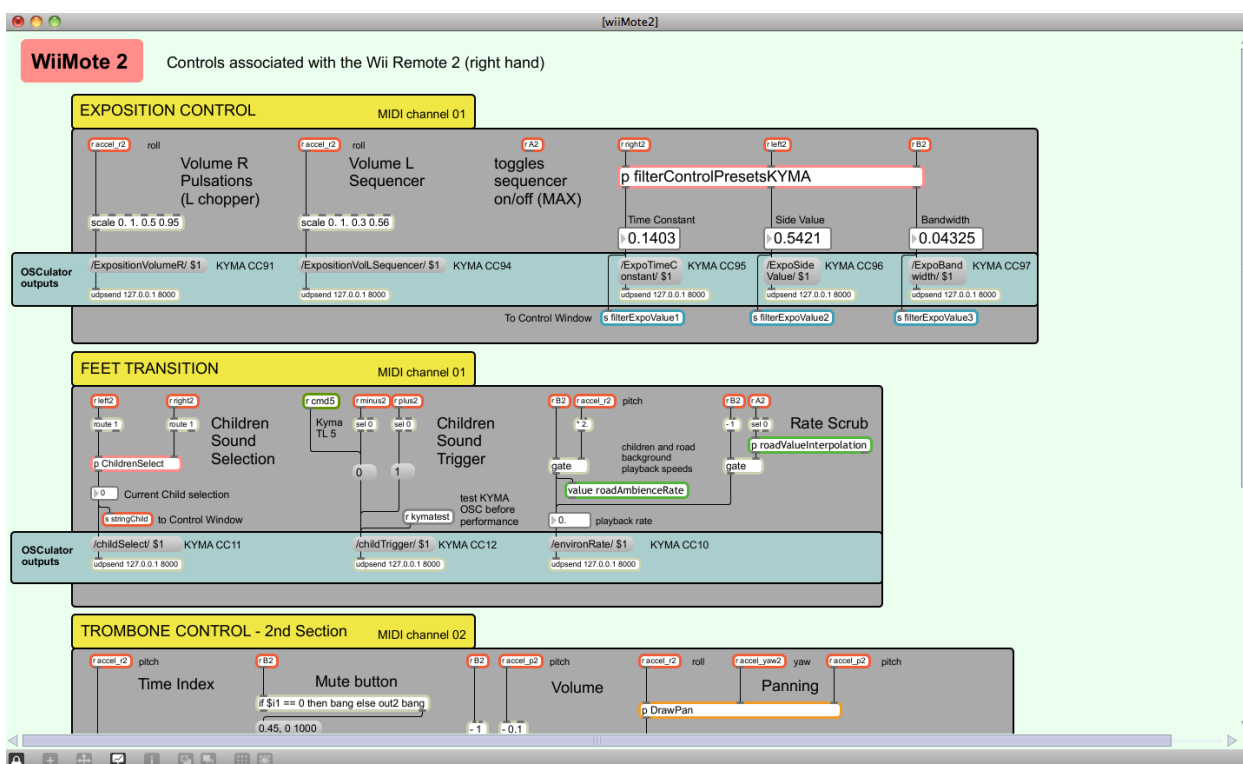 [wiiMote2]
WiiMote 2
Controls associated with the Wii Remote 2 (right hand)
EXPOSITION CONTROL
MIDI channel 01
r accel_r2 roll
r accel_r2 roll
r A2
r right2
r left2
r B2
Volume R
Pulsations
(L chopper)
Volume L
Sequencer
toggles
sequencer
on/off (MAX)
p filterControlPresetsKYMA
scale 0. 1. 0.5 0.95
scale 0. 1. 0.3 0.56
Time Constant
Side Value
Bandwidth
0.1403
0.5421
0.04325
OSCulator
outputs
/ExpositionVolumeR/ $1 KYMA CC91
/ExpositionVolLSequencer/ $1 KYMA CC94
/ExpoTimeC
onstant/ $1
KYMA CC95
/ExpoSide
Value/ $1
KYMA CC96
/ExpoBand
width/ $1
KYMA CC97
udpsend 127.0.0.1 8000
udpsend 127.0.0.1 8000
udpsend 127.0.0.1 8000
udpsend 127.0.0.1 8000
udpsend 127.0.0.1 8000
To Control Window
s filterExpoValue1
s filterExpoValue2
s filterExpoValue3
FEET TRANSITION
MIDI channel 01
r left2
r right2
r cmd5
r minus2
r plus2
r B2
r accel_r2 pitch
r B2
r A2
route 1
route 1
Children
Sound
Selection
Kyma
TL 5
sel 0
sel 0
Children
Sound
Trigger
* 2.
- 1
sel 0
Rate Scrub
children and road
background
playback speeds
p roadValueInterpolation
p ChildrenSelect
0
1
gate
gate
value roadAmbienceRate
0
Current Child selection
test KYMA
OSC before
performance
s stringChild
to Control Window
r kymatest
0.
playback rate
OSCulator
outputs
/childSelect/ $1 KYMA CC11
/childTrigger/ $1 KYMA CC12
/environRate/ $1 KYMA CC10
udpsend 127.0.0.1 8000
udpsend 127.0.0.1 8000
udpsend 127.0.0.1 8000
TROMBONE CONTROL - 2nd Section
MIDI channel 02
r accel_r2 pitch
r B2
r B2
r accel_p2 pitch
r accel_r2 roll
r accel_yaw2 yaw
r accel_p2 pitch
Time Index
Mute button
Volume
Panning
if $i1 == 0 then bang else out2 bang
p DrawPan
0.45, 0 1000
- 1
- 0.1